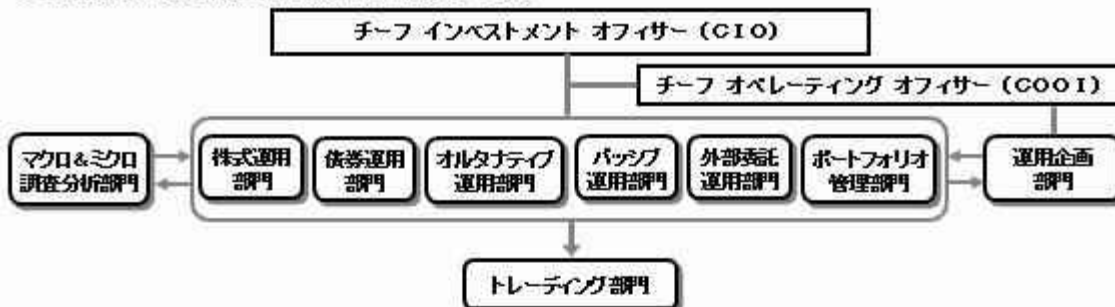 チーフ インベストメント オフィサー (CIO)
チーフ オペレーティング オフィサー (COOI)
マクロ&ミクロ
調査分析部門
株式運用
部門
債券運用
部門
オルタナティブ
運用部門
パッシブ
運用部門
外部委託
運用部門
ポートフォリオ
管理部門
運用企画
部門
トレーディング部門